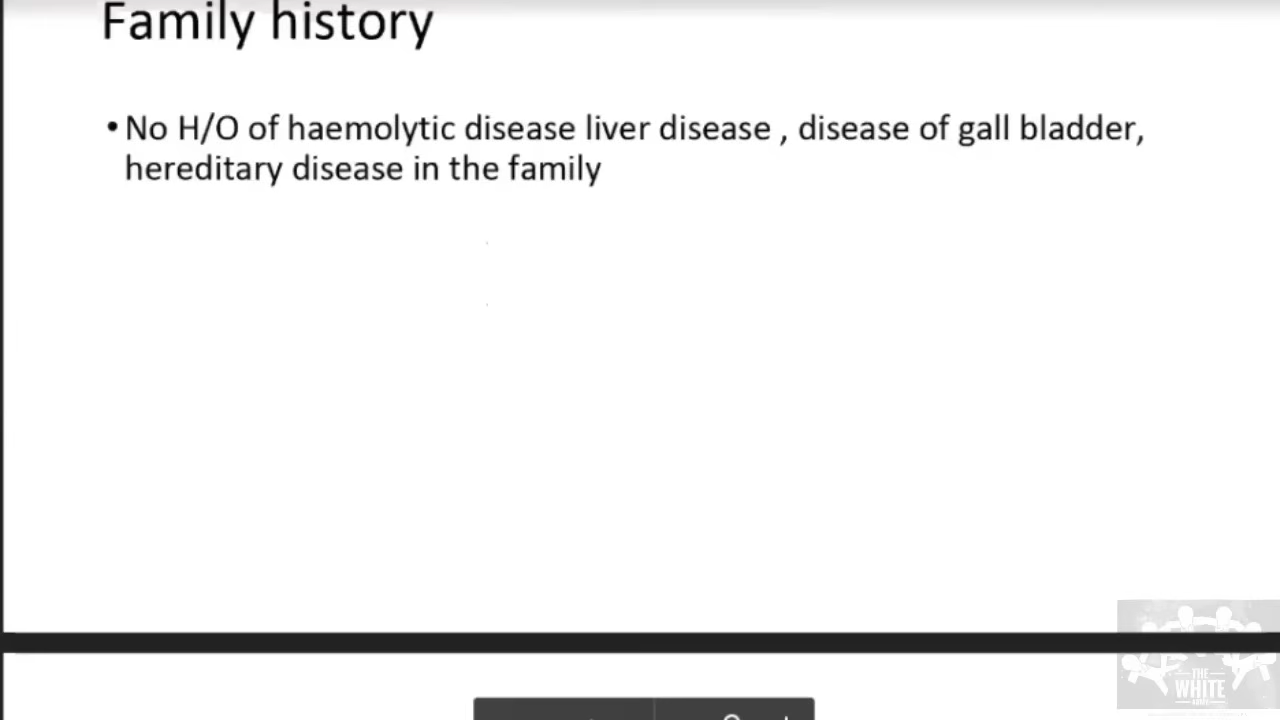 Family history
•No H/O of haemolytic disease liver disease , disease of gall bladder,
hereditary disease in the family
THE
WHITE
ARMY